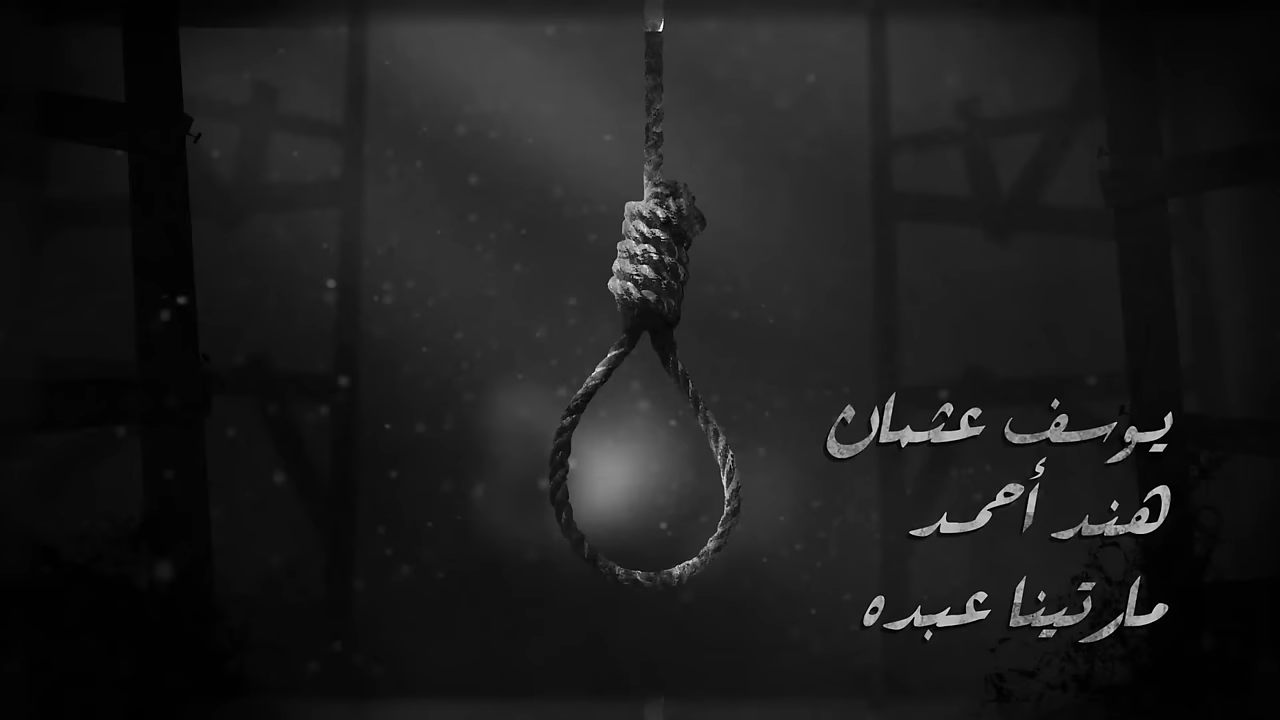 يوسف عثمان
هند أحمد
مارتينا عبده